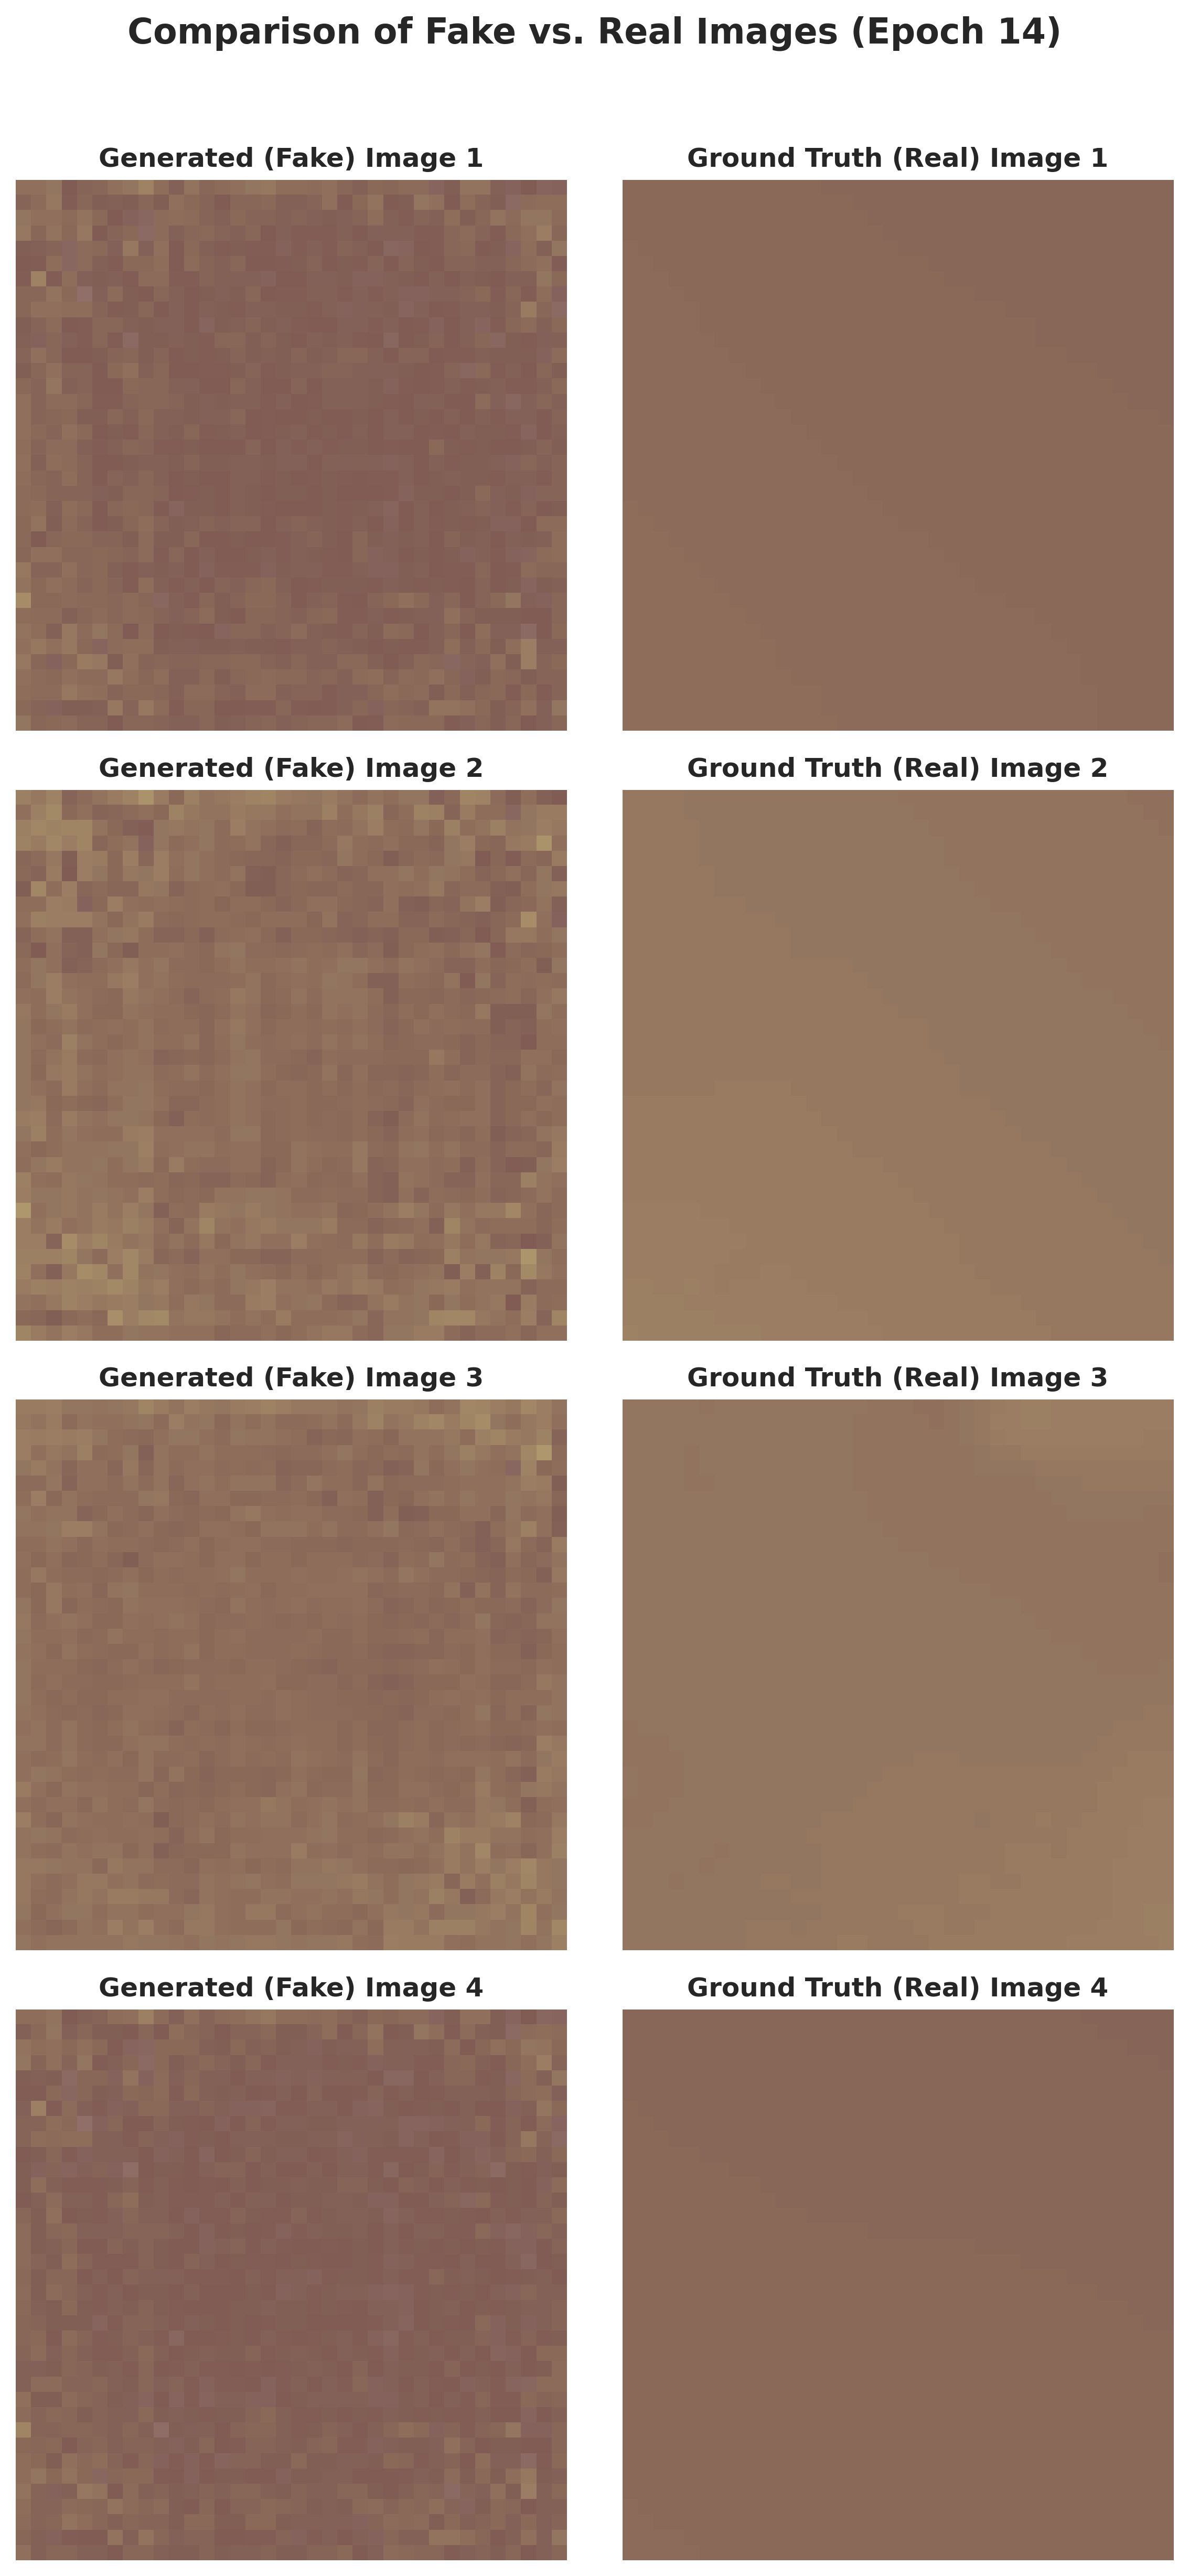 Comparison of Fake vs. Real Images (Epoch 14)
Generated (Fake) Image 1
Ground Truth (Real) Image 1
Generated (Fake) Image 2
Ground Truth (Real) Image 2
Generated (Fake) Image 3
Ground Truth (Real) Image 3
Generated (Fake) Image 4
Ground Truth (Real) Image 4